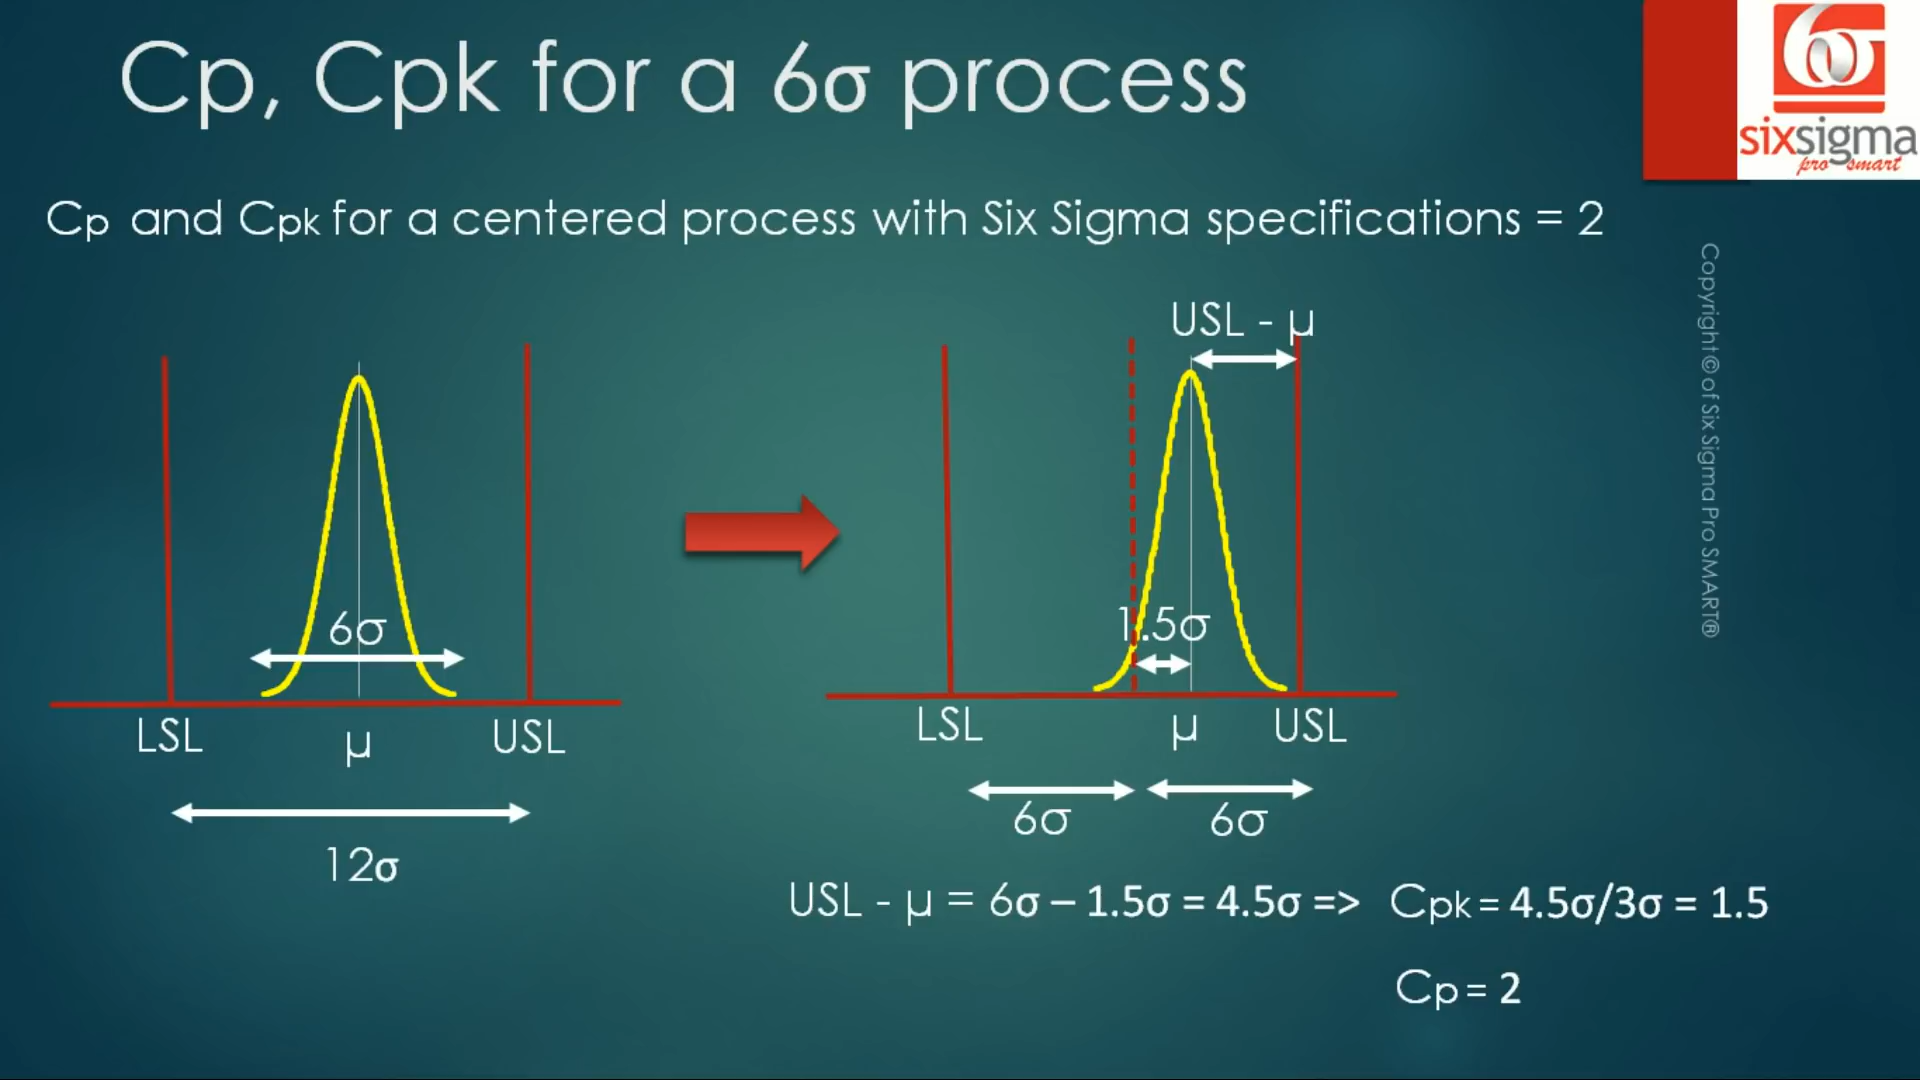 Cp, Cpk for a 6σ process
6σ
sixsigma
pro smart
Cp and Cpk for a centered process with Six Sigma specifications = 2
Copyright © of Six Sigma Pro SMART®
6σ
LSL
μ
USL
12σ
USL - μ
1.5σ
LSL
μ
USL
6σ
6σ
USL - μ = 6σ – 1.5σ = 4.5σ => Cpk = 4.5σ/3σ = 1.5
Cp = 2